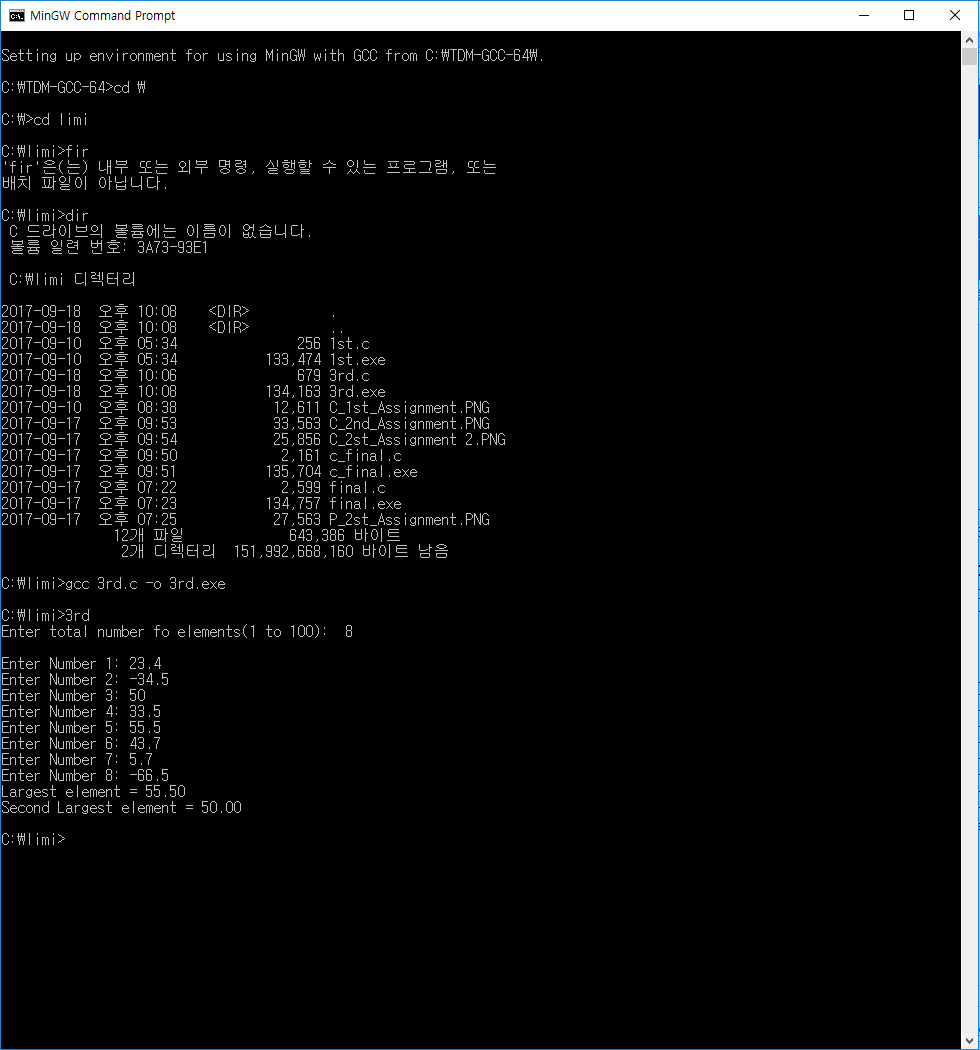 MinGW Command Prompt
Setting up environment for using MinGW with GCC from C:₩TDM-GCC-64₩.
C:₩TDM-GCC-64>cd ₩
C:₩>cd limi
C:₩limi>fir
'fir'은(는) 내부 또는 외부 명령, 실행할 수 있는 프로그램, 또는
배치 파일이 아닙니다.
C:₩limi>dir
C 드라이브의 볼륨에는 이름이 없습니다.
볼륨 일련 번호: 3A73-93E1
C:₩limi 디렉터리
2017-09-18 오후 10:08 <DIR> .
2017-09-18 오후 10:08 <DIR> ..
2017-09-10 오후 05:34 256 1st.c
2017-09-10 오후 05:34 133,474 1st.exe
2017-09-18 오후 10:06 679 3rd.c
2017-09-18 오후 10:08 134,163 3rd.exe
2017-09-10 오후 08:38 12,611 C_1st_Assignment.PNG
2017-09-17 오후 09:53 33,563 C_2nd_Assignment.PNG
2017-09-17 오후 09:54 25,856 C_2st_Assignment 2.PNG
2017-09-17 오후 09:50 2,161 c_final.c
2017-09-17 오후 09:51 135,704 c_final.exe
2017-09-17 오후 07:22 2,599 final.c
2017-09-17 오후 07:23 134,757 final.exe
2017-09-17 오후 07:25 27,563 P_2st_Assignment.PNG
12개 파일 643,386 바이트
2개 디렉터리 151,992,668,160 바이트 남음
C:₩limi>gcc 3rd.c -o 3rd.exe
C:₩limi>3rd
Enter total number fo elements(1 to 100): 8
Enter Number 1: 23.4
Enter Number 2: -34.5
Enter Number 3: 50
Enter Number 4: 33.5
Enter Number 5: 55.5
Enter Number 6: 43.7
Enter Number 7: 5.7
Enter Number 8: -66.5
Largest element = 55.50
Second Largest element = 50.00
C:₩limi>